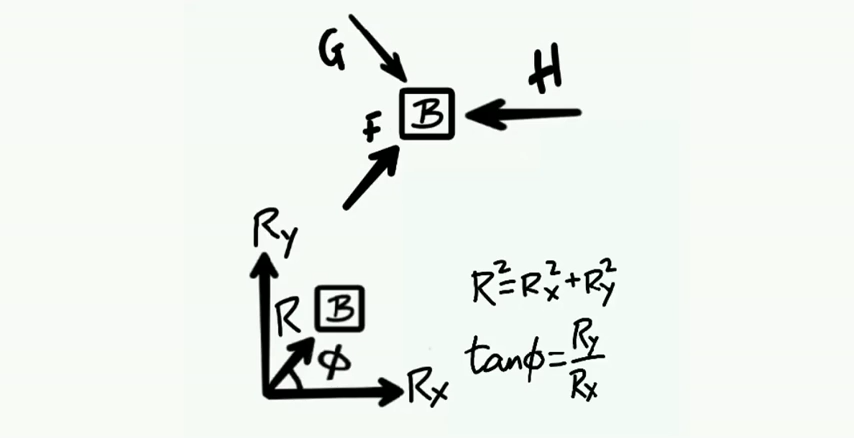 G
H
B
F
Ry
R
B
ϕ
Rx
R²=Rx²+Ry²
tanϕ=Ry/Rx